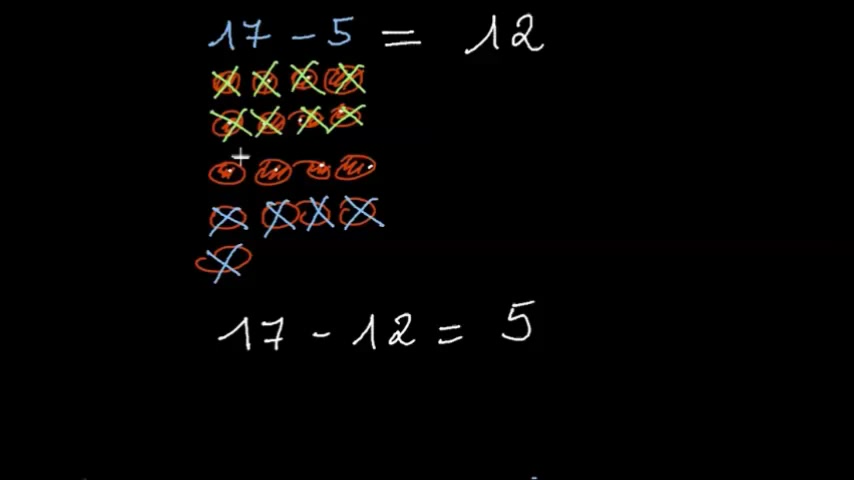 17 - 5 = 12
17 - 12 = 5